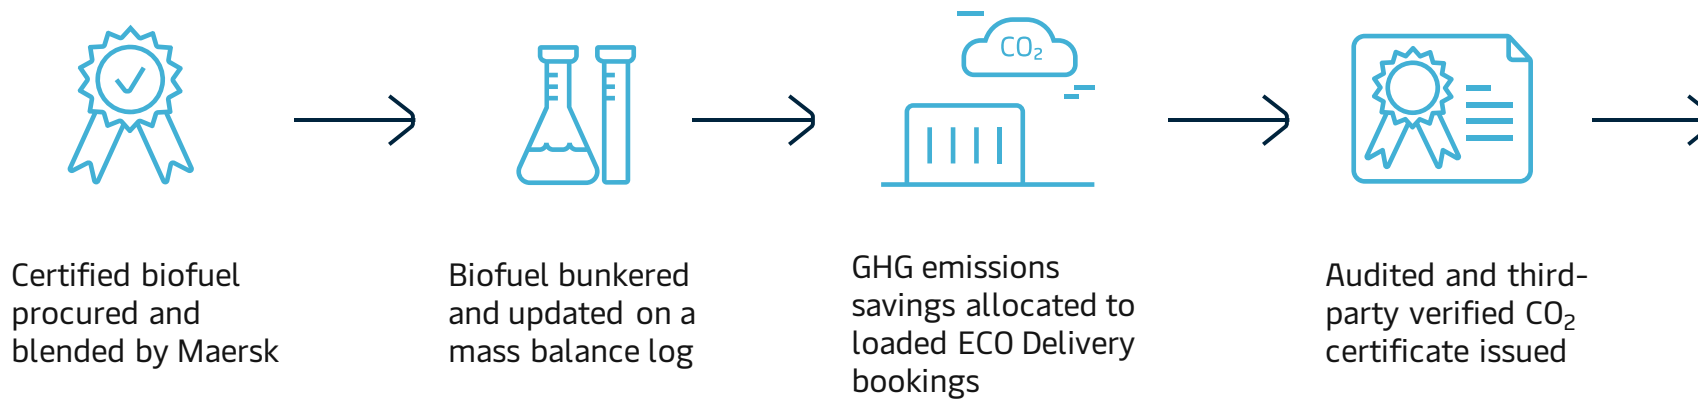 CO₂
Certified biofuel
procured and
blended by Maersk
Biofuel bunkered
and updated on a
mass balance log
GHG emissions
savings allocated to
loaded ECO Delivery
bookings
Audited and third-
party verified CO₂
certificate issued